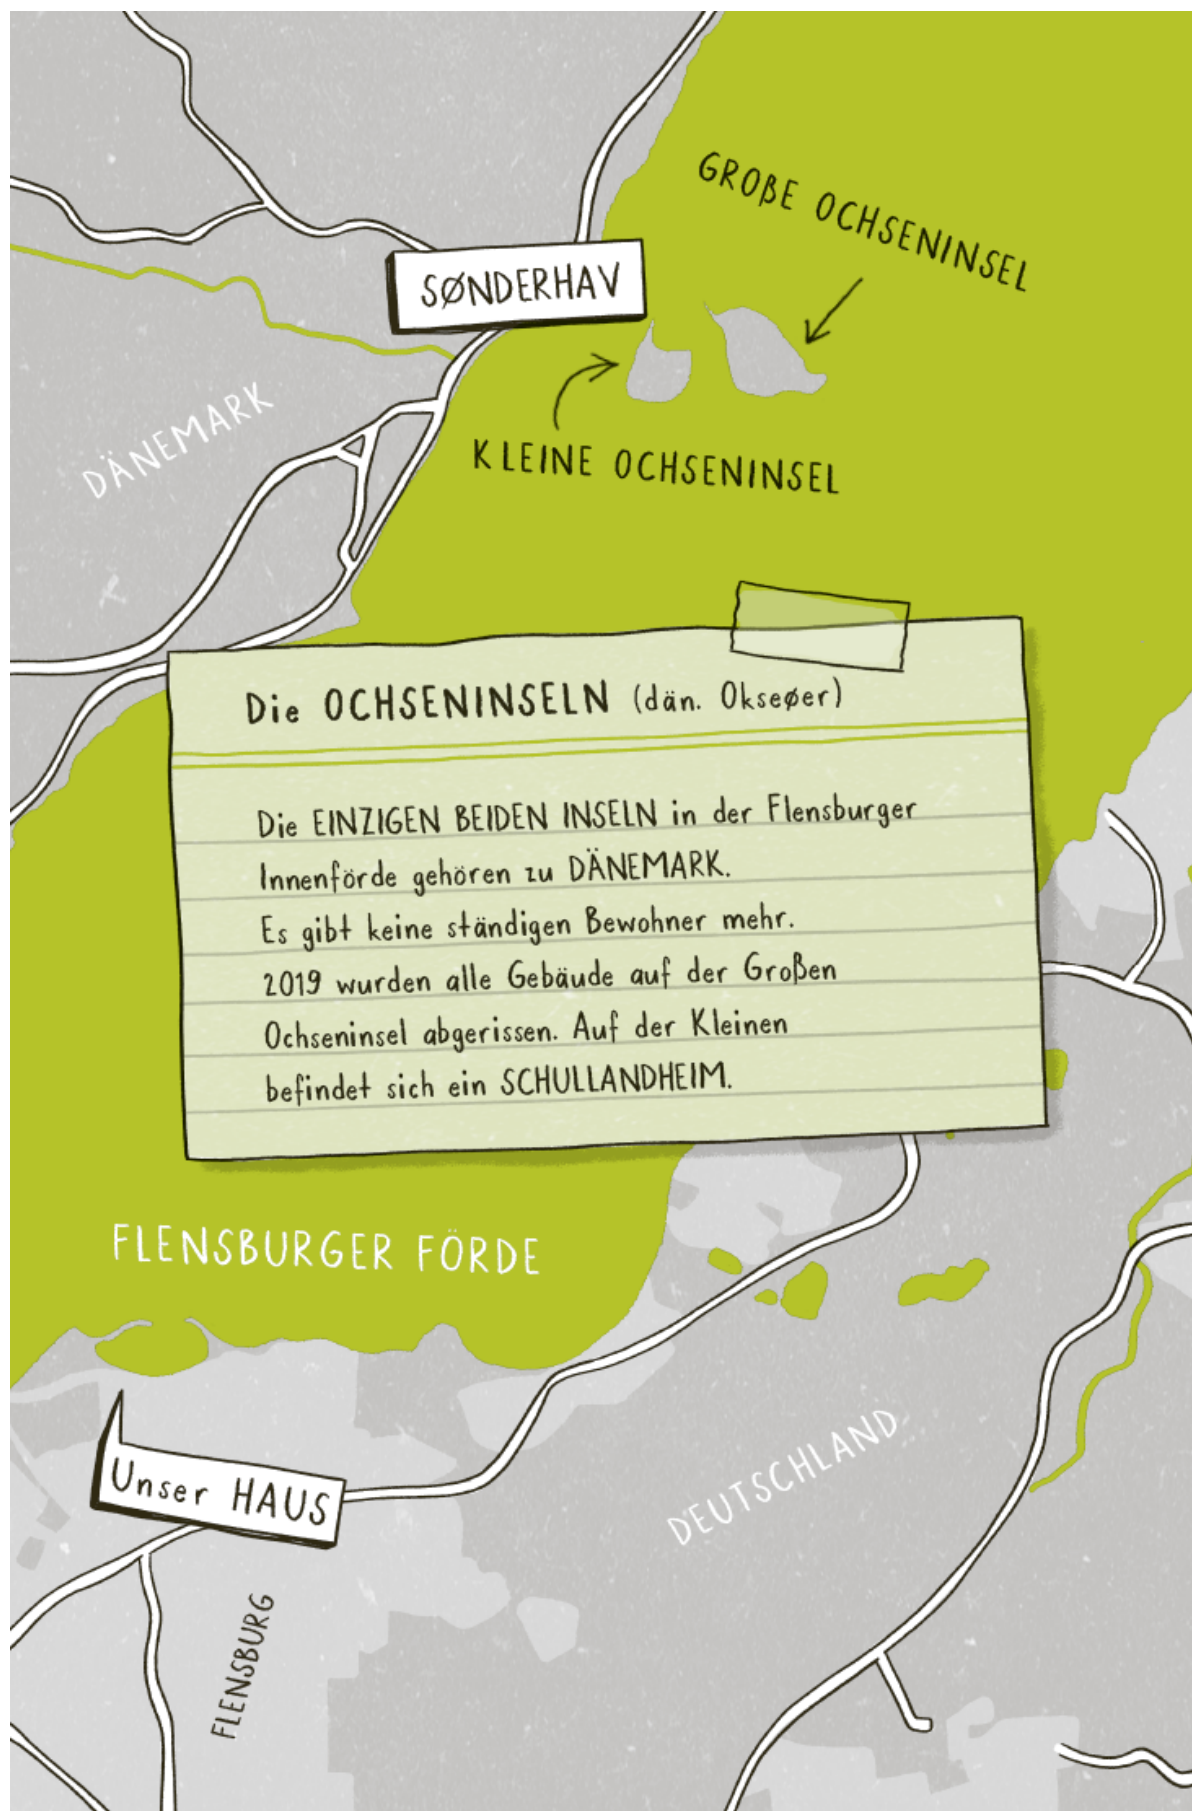 GROßE OCHSENINSEL
SØNDERHAV
DÄNEMARK
KLEINE OCHSENINSEL
Die OCHSENINSELN (dän. Okseøer)
Die EINZIGEN BEIDEN INSELN in der Flensburger
Innenförde gehören zu DÄNEMARK.
Es gibt keine ständigen Bewohner mehr.
2019 wurden alle Gebäude auf der Großen
Ochseninsel abgerissen. Auf der Kleinen
befindet sich ein SCHULLANDHEIM.
FLENSBURGER FÖRDE
DEUTSCHLAND
Unser HAUS
FLENSBURG